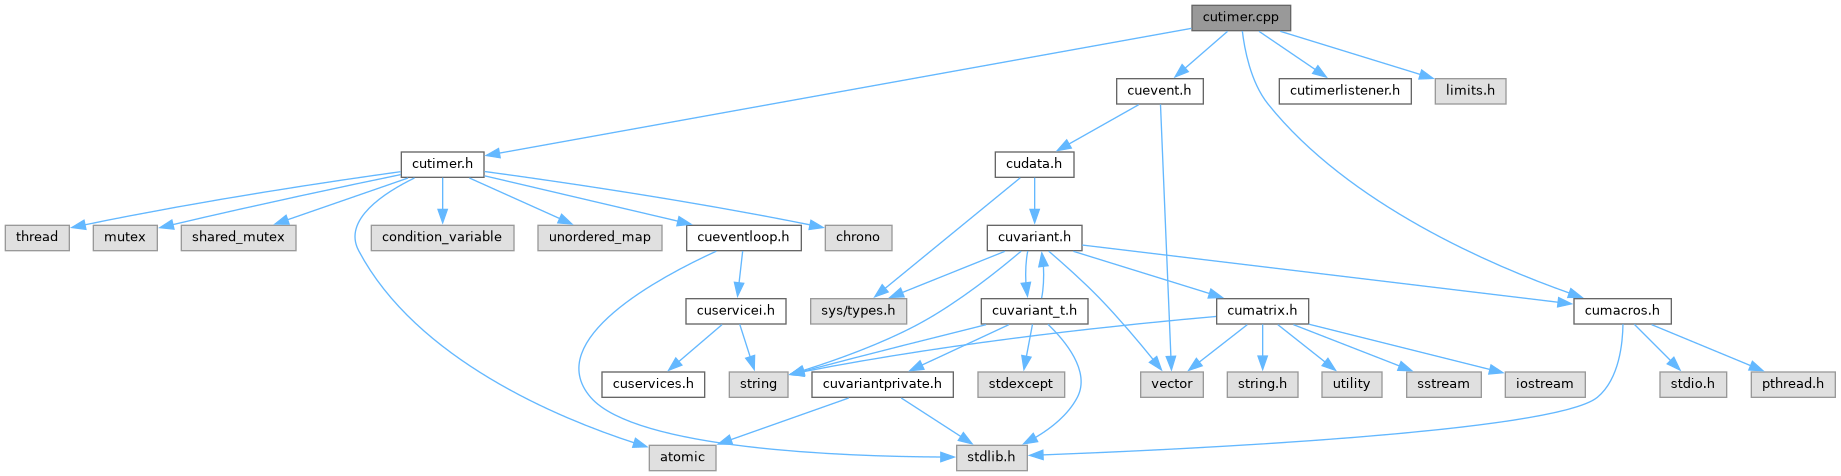 cutimer.cpp
cuevent.h
cutimerlistener.h
limits.h
cutimer.h
cudata.h
thread
mutex
shared_mutex
condition_variable
unordered_map
cueventloop.h
chrono
cuvariant.h
cuservicei.h
sys/types.h
cuvariant_t.h
cumatrix.h
cumacros.h
cuservices.h
string
cuvariantprivate.h
stdexcept
vector
string.h
utility
sstream
iostream
stdio.h
pthread.h
atomic
stdlib.h